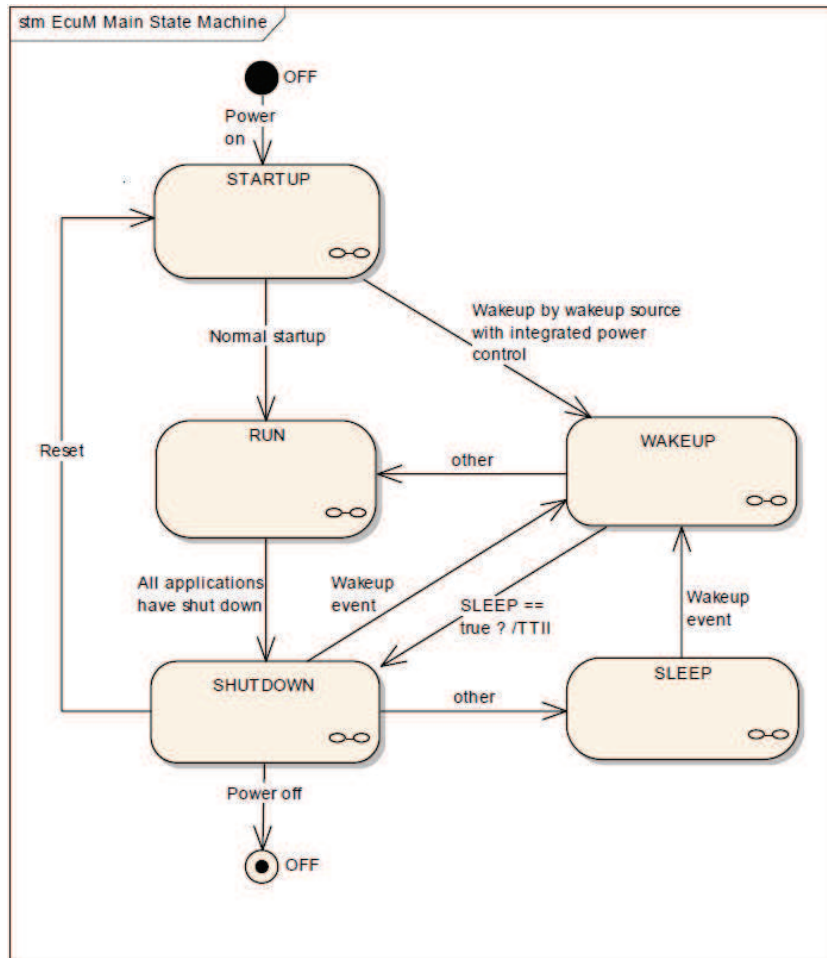 stm EcuM Main State Machine
OFF
Power
on
STARTUP
Wakeup by wakeup source
with integrated power
control
Normal startup
RUN
WAKEUP
Reset
other
All applications
have shut down
Wakeup
event
SLEEP ==
true ? /TTII
Wakeup
event
SHUTDOWN
SLEEP
other
Power off
OFF